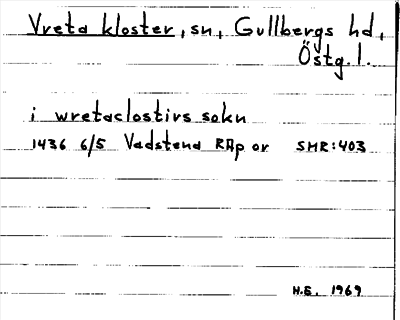 Vreta kloster, sn, Gullbergs hd,
Östg.l.
i wretaclostirs sokn
1436 6/5 Vadstena RAp or SMR:403
H.E. 1969